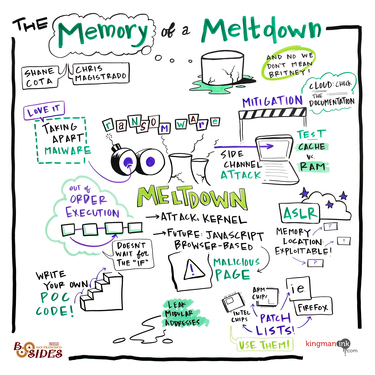 THE Memory of a Meltdown
SHANE COTA
CHRIS MAGISTRADO
AND NO WE
DON'T MEAN
BRITNEY!
LOVE IT
TAKING
APART
MALWARE
RANSOMWARE
MITIGATION
CLOUD: CHECK
THE
DOCUMENTATION
SIDE
CHANNEL
ATTACK
TEST
CACHE
vs.
RAM
OUT OF
ORDER
EXECUTION
DOESN'T
WAIT FOR
THE "IF"
MELTDOWN
→ ATTACK KERNEL
→ FUTURE: JAVASCRIPT
BROWSER-BASED
MALICIOUS
PAGE
ASLR
MEMORY
LOCATION
EXPLOITABLE!
WRITE
YOUR OWN
POC
CODE!
LEAK
MODULAR
ADDRESSES
INTEL
CHIPS
ARM
CHIPS
ie
FIREFOX
PATCH
LISTS!
USE THEM!
BSIDES
SAN FRANCISCO
kingmanink.com